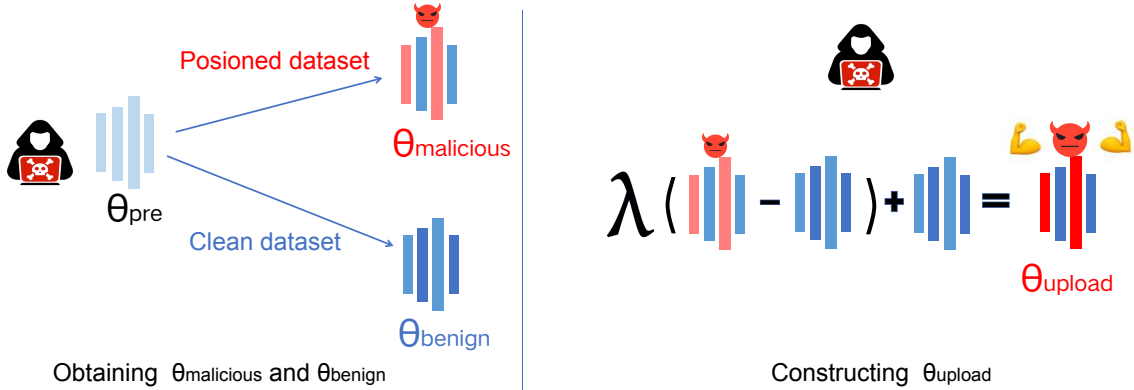 Posioned dataset
θmalicious
θpre
Clean dataset
θbenign
Obtaining θmalicious and θbenign
λ ( - ) + =
θupload
Constructing θupload